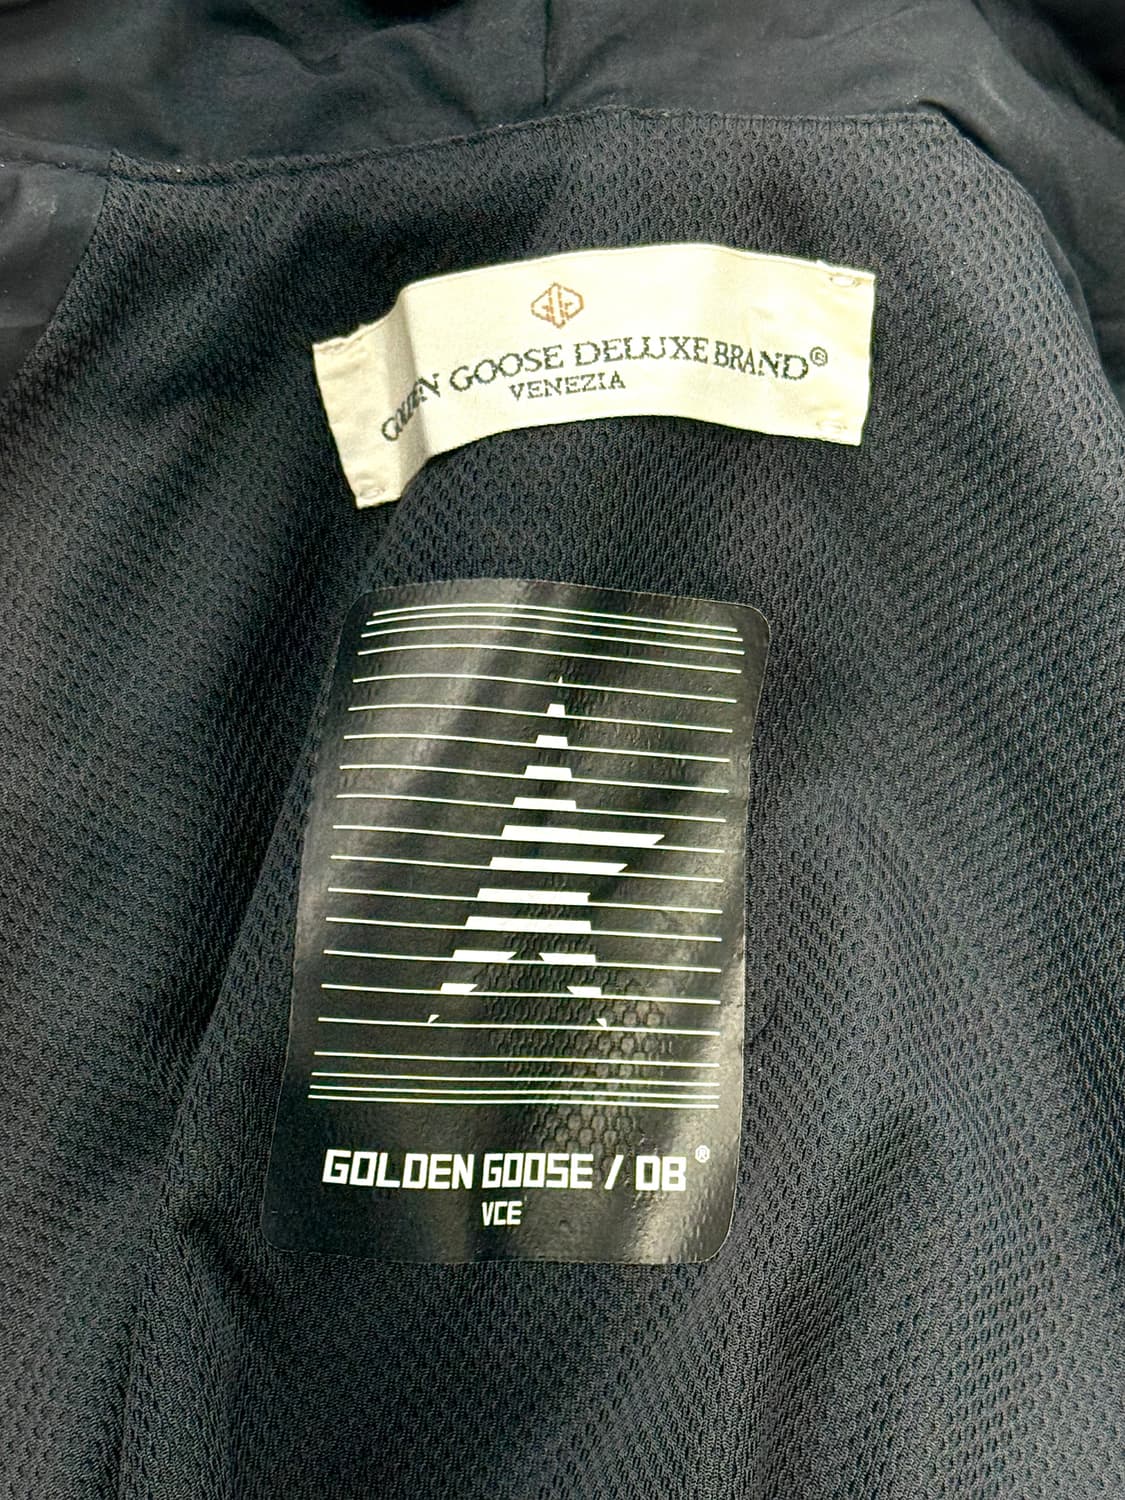 GOLDEN GOOSE DELUXE BRAND®
VENEZIA
GOLDEN GOOSE / DB®
VCE